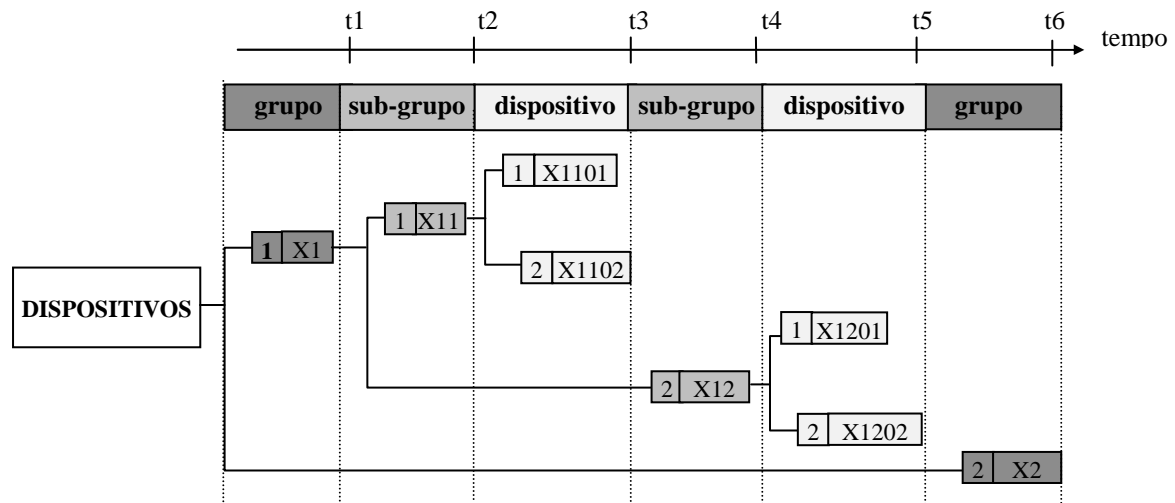 t1 t2 t3 t4 t5 t6
tempo
grupo sub-grupo dispositivo sub-grupo dispositivo grupo
1 X1101
1 X11
1 X1
2 X1102
DISPOSITIVOS
1 X1201
2 X12
2 X1202
2 X2